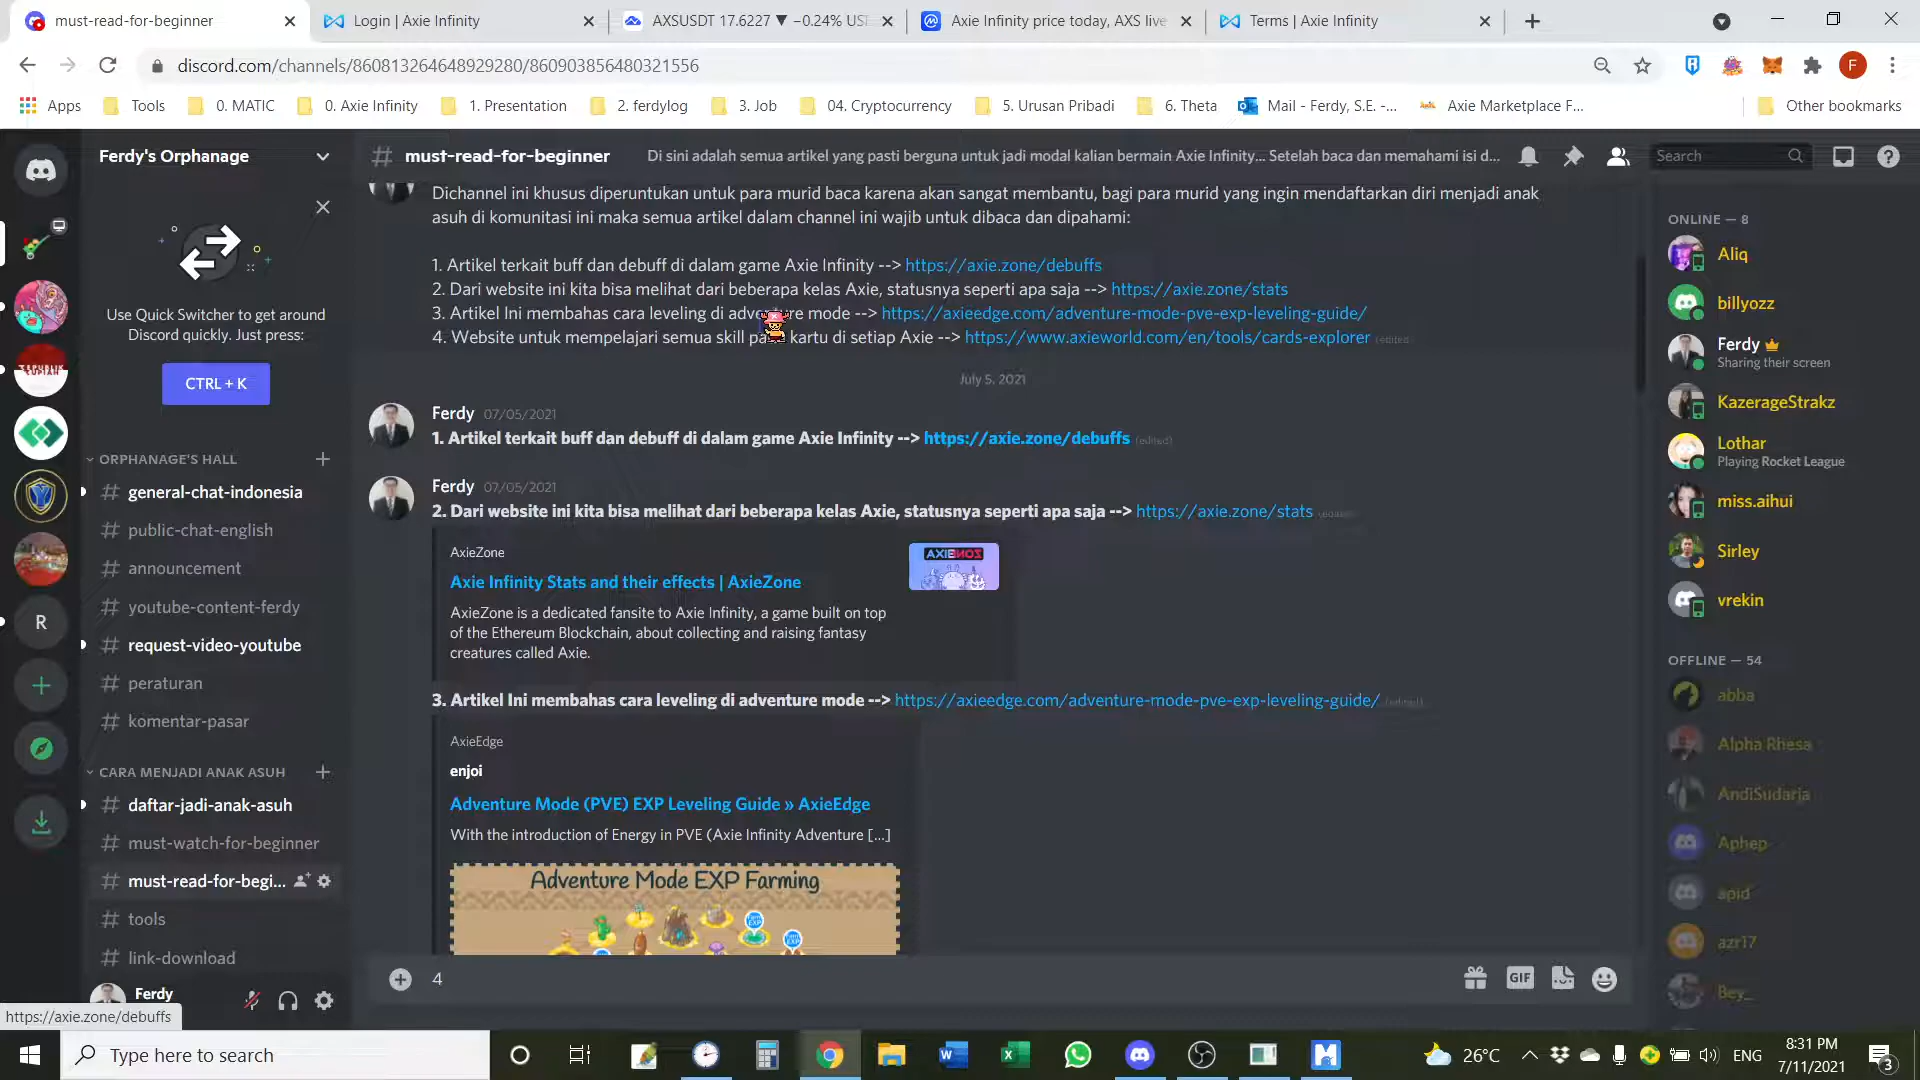 must-read-for-beginner
Login | Axie Infinity
AXSUSDT 17.6227 ▼ −0.24% US
Axie Infinity price today, AXS live
Terms | Axie Infinity
discord.com/channels/860813264648929280/860903856480321556
F
Apps
Tools
0. MATIC
0. Axie Infinity
1. Presentation
2. ferdylog
3. Job
04. Cryptocurrency
5. Urusan Pribadi
6. Theta
Mail - Ferdy, S.E. -...
Axie Marketplace F...
Other bookmarks
Ferdy's Orphanage
must-read-for-beginner
Di sini adalah semua artikel yang pasti berguna untuk jadi modal kalian bermain Axie Infinity... Setelah baca dan memahami isi d...
Search
Use Quick Switcher to get around
Discord quickly. Just press:
CTRL + K
R
ORPHANAGE'S HALL
general-chat-indonesia
public-chat-english
announcement
youtube-content-ferdy
request-video-youtube
peraturan
komentar-pasar
CARA MENJADI ANAK ASUH
daftar-jadi-anak-asuh
must-watch-for-beginner
must-read-for-begi...
tools
link-download
Ferdy
https://axie.zone/debuffs
Dichannel ini khusus diperuntukan untuk para murid baca karena akan sangat membantu, bagi para murid yang ingin mendaftarkan diri menjadi anak
asuh di komunitasi ini maka semua artikel dalam channel ini wajib untuk dibaca dan dipahami:
1. Artikel terkait buff dan debuff di dalam game Axie Infinity --> https://axie.zone/debuffs
2. Dari website ini kita bisa melihat dari beberapa kelas Axie, statusnya seperti apa saja --> https://axie.zone/stats
3. Artikel Ini membahas cara leveling di adventure mode --> https://axieedge.com/adventure-mode-pve-exp-leveling-guide/
4. Website untuk mempelajari semua skill pada kartu di setiap Axie --> https://www.axieworld.com/en/tools/cards-explorer (edited)
July 5, 2021
Ferdy 07/05/2021
1. Artikel terkait buff dan debuff di dalam game Axie Infinity --> https://axie.zone/debuffs (edited)
Ferdy 07/05/2021
2. Dari website ini kita bisa melihat dari beberapa kelas Axie, statusnya seperti apa saja --> https://axie.zone/stats (edited)
AxieZone
Axie Infinity Stats and their effects | AxieZone
AxieZone is a dedicated fansite to Axie Infinity, a game built on top
of the Ethereum Blockchain, about collecting and raising fantasy
creatures called Axie.
3. Artikel Ini membahas cara leveling di adventure mode --> https://axieedge.com/adventure-mode-pve-exp-leveling-guide/ (edited)
AxieEdge
enjoi
Adventure Mode (PVE) EXP Leveling Guide » AxieEdge
With the introduction of Energy in PVE (Axie Infinity Adventure [...]
Adventure Mode EXP Farming
4
GIF
ONLINE — 8
Aliq
billyozz
Ferdy
Sharing their screen
KazerageStrakz
Lothar
Playing Rocket League
miss.aihui
Sirley
vrekin
OFFLINE — 54
abba
Alpha Rhesa
AndiSudarja
Aphep
apid
azr17
Bey_
Type here to search
26°C
ENG
8:31 PM
7/11/2021
3